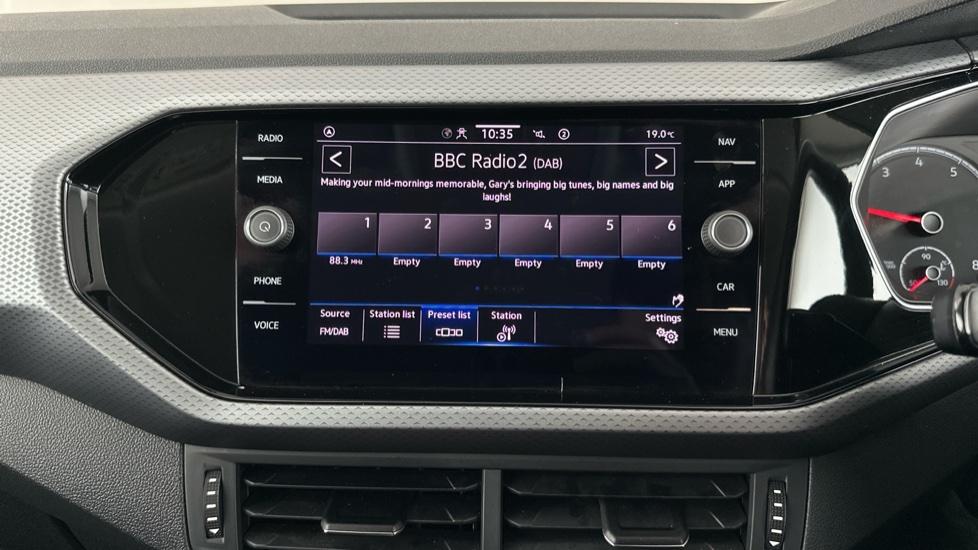 RADIO
MEDIA
PHONE
VOICE
10:35
2
19.0°C
<
BBC Radio2 (DAB)
>
Making your mid-mornings memorable, Gary's bringing big tunes, big names and big
laughs!
1 2 3 4 5 6
88.3 MHz Empty Empty Empty Empty Empty
Source Station list Preset list Station Settings
FM/DAB
NAV
APP
CAR
MENU
3 4 5
90
°C
50 130
8